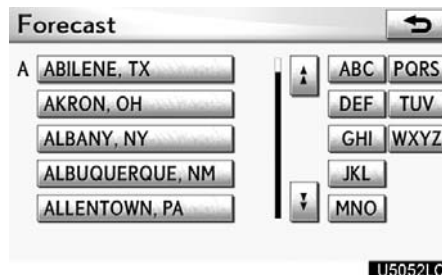 Forecast
A ABILENE, TX ABC PQRS
AKRON, OH DEF TUV
ALBANY, NY GHI WXYZ
ALBUQUERQUE, NM JKL
ALLENTOWN, PA MNO
U5052LC